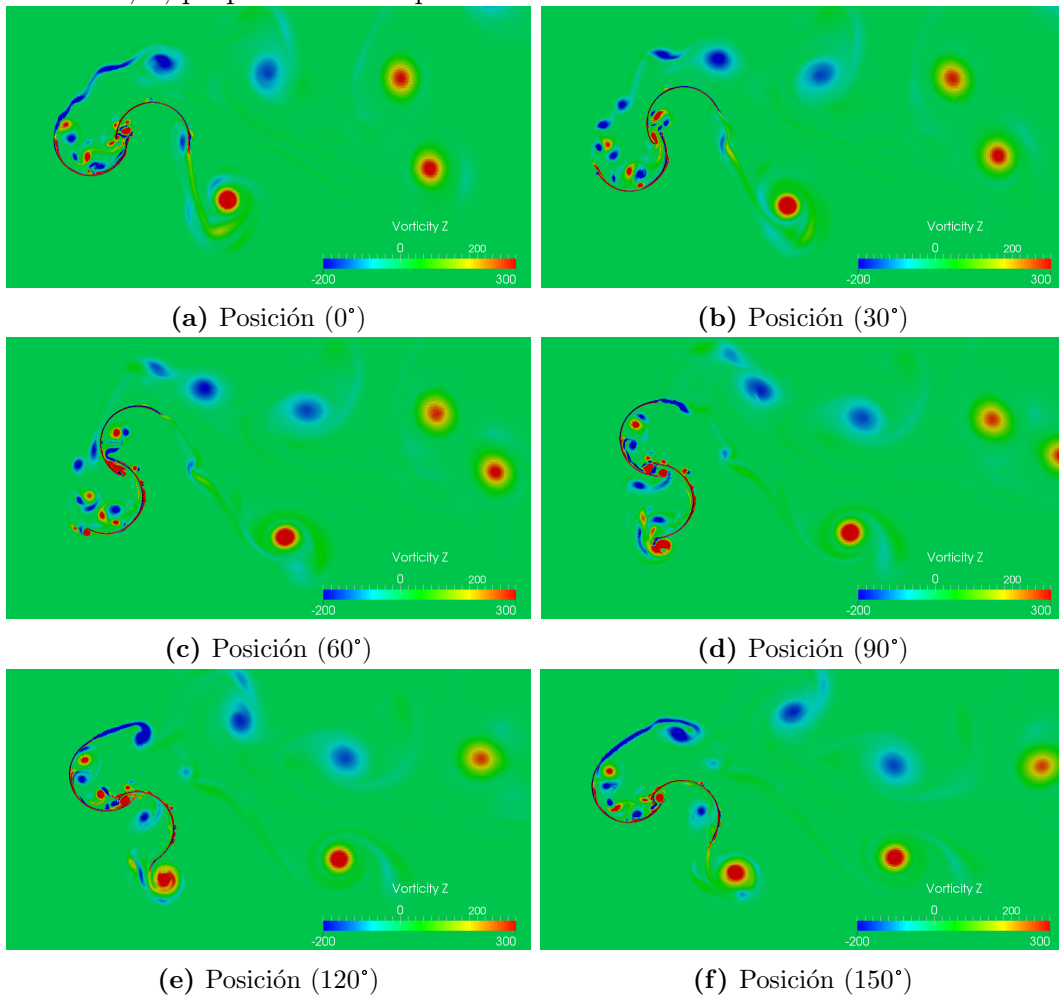 Vorticity Z
0 200
-200 300
Vorticity Z
0 200
-200 300
(a) Posición (0°)
(b) Posición (30°)
Vorticity Z
0 200
-200 300
Vorticity Z
0 200
-200 300
(c) Posición (60°)
(d) Posición (90°)
Vorticity Z
0 200
-200 300
Vorticity Z
0 200
-200 300
(e) Posición (120°)
(f) Posición (150°)